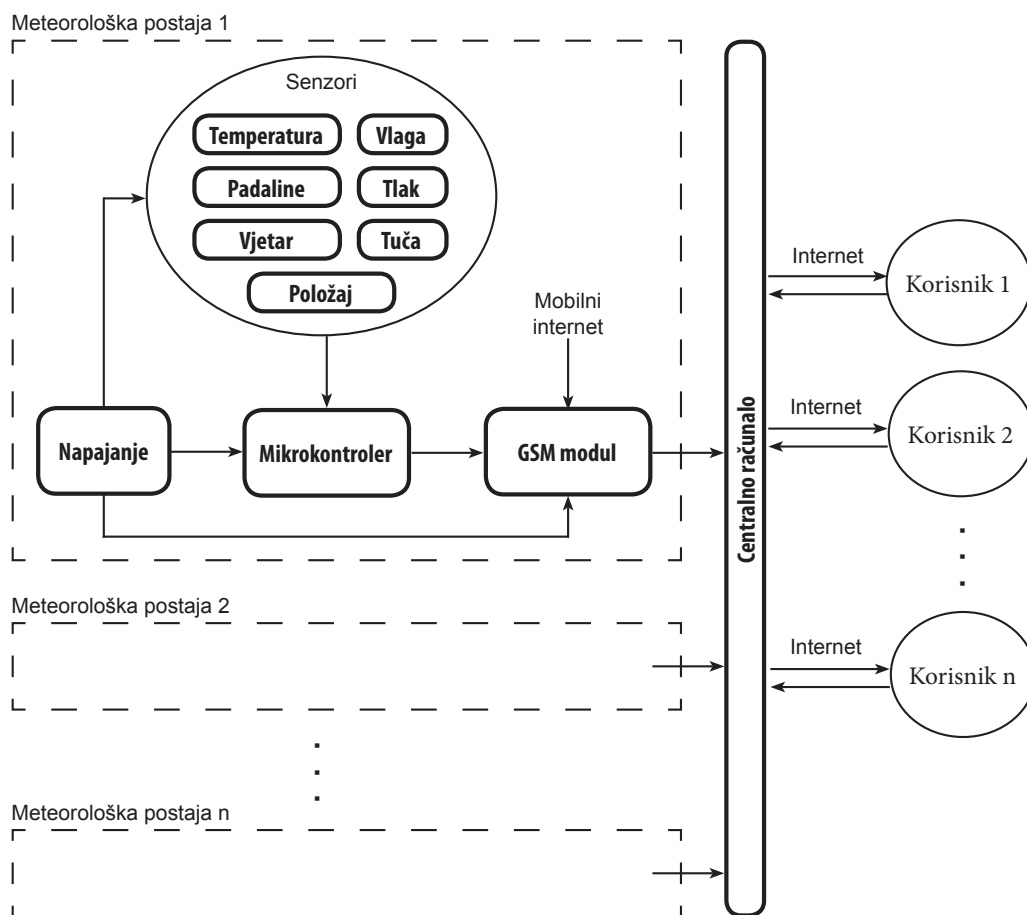 Meteorološka postaja 1
Senzori
Temperatura
Vlaga
Padaline
Tlak
Vjetar
Tuča
Položaj
Mobilni
internet
Napajanje
Mikrokontroler
GSM modul
Centralno računalo
Internet
Korisnik 1
Internet
Korisnik 2
Internet
Korisnik n
Meteorološka postaja 2
Meteorološka postaja n